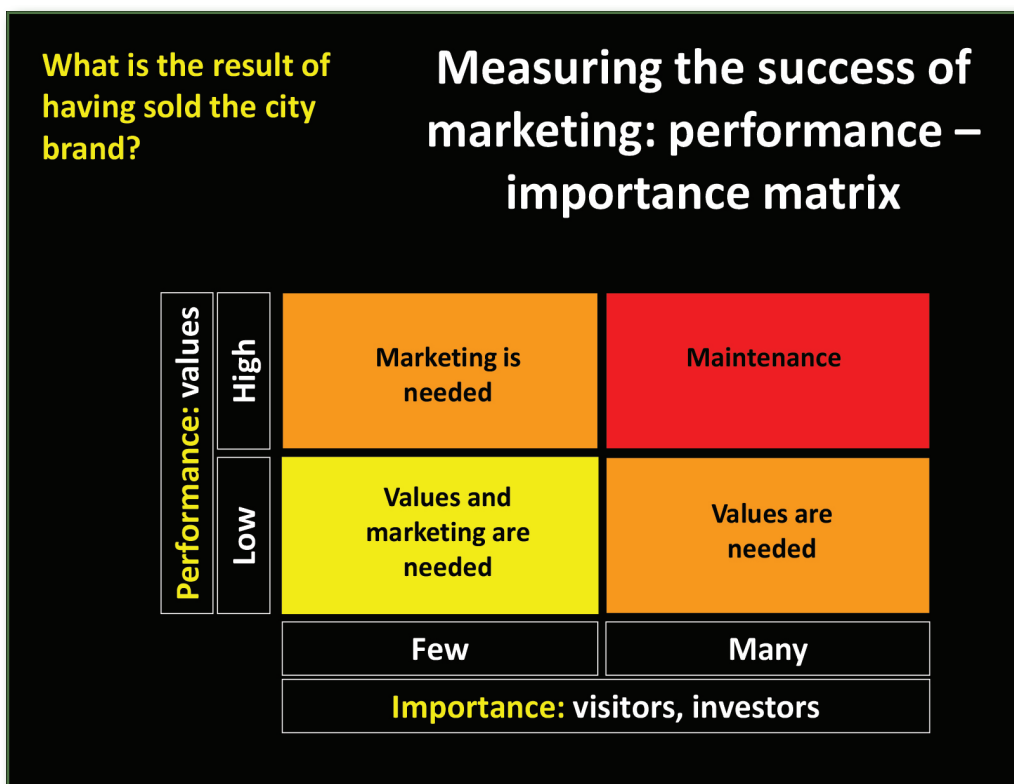 What is the result of
having sold the city
brand?
Measuring the success of
marketing: performance –
importance matrix
Performance: values
High
Marketing is
needed
Maintenance
Low
Values and
marketing are
needed
Values are
needed
Few
Many
Importance: visitors, investors